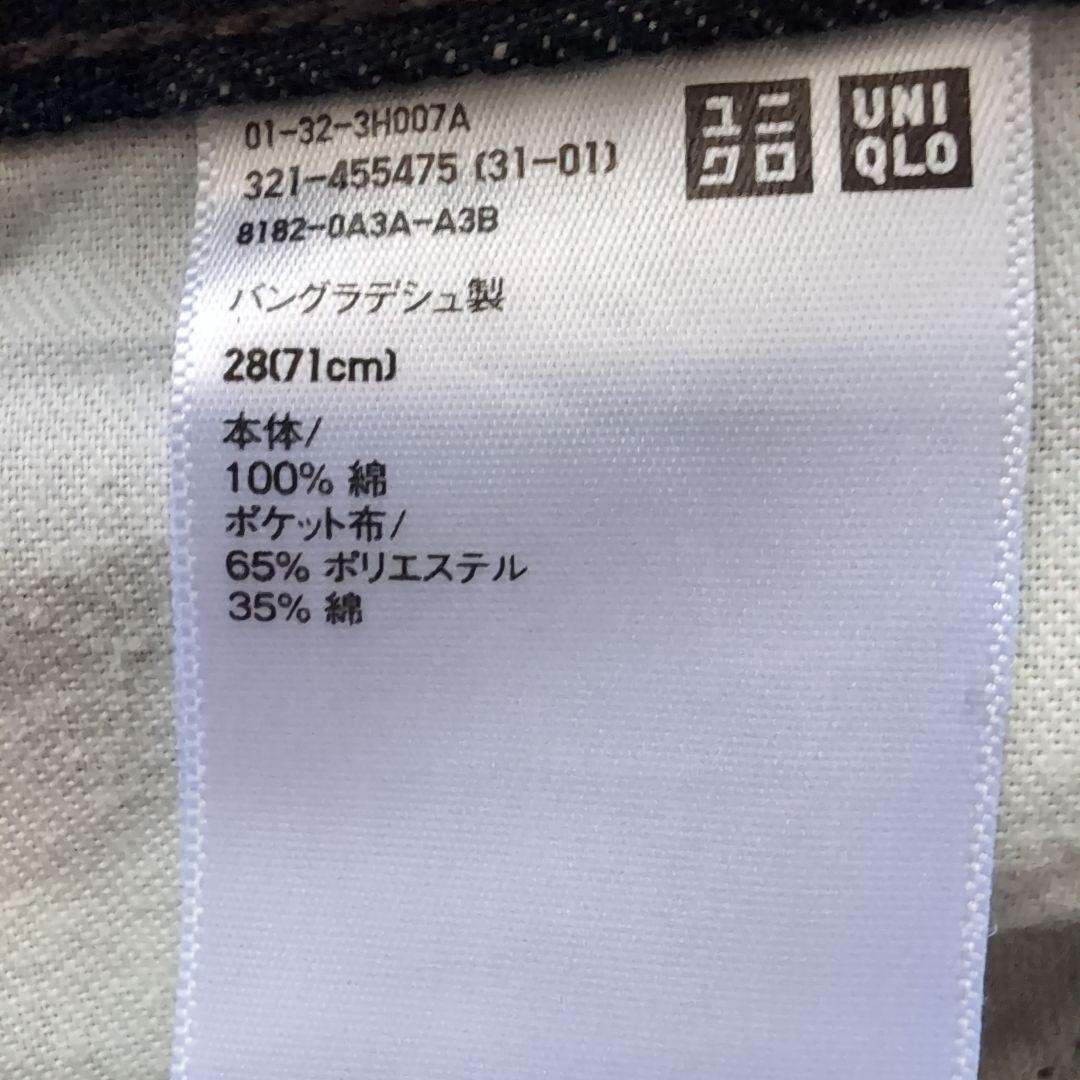 01-32-3H007A
321-455475 (31-01)
8182-0A3A-A3B
ユニ
クロ
UNI
QLO
バングラデシュ製
28(71cm)
本体/
100% 綿
ポケット布/
65% ポリエステル
35% 綿